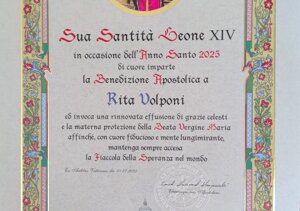 Sua Santità Leone XIV
in occasione dell'Anno Santo 2025
di cuore imparte
la Benedizione Apostolica a
Rita Volponi
ed invoca una rinnovata effusione di grazie celesti
e la materna protezione della Beata Vergine Maria
affinché, con cuore fiducioso e mente lungimirante,
mantenga sempre accesa
la Fiaccola della Speranza nel mondo